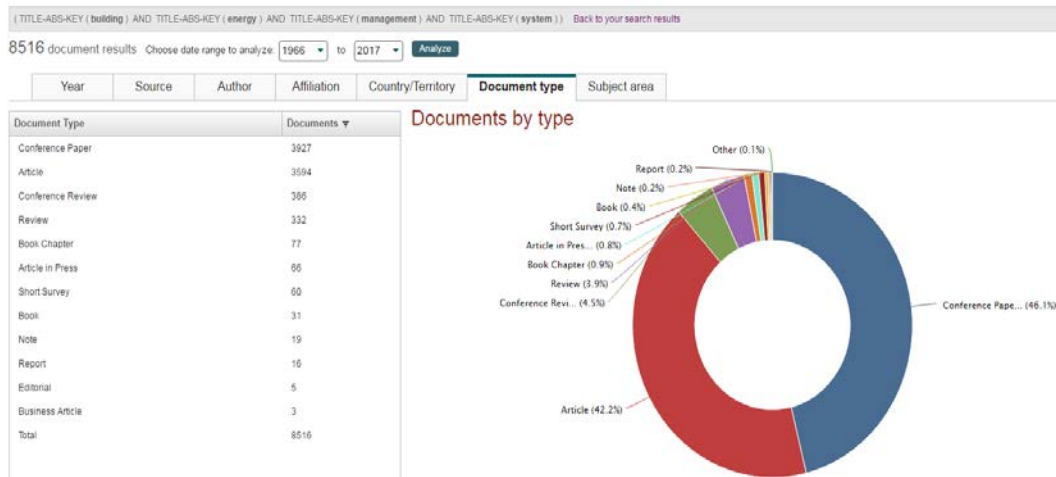 ( TITLE-ABS-KEY ( building ) AND TITLE-ABS-KEY ( energy ) AND TITLE-ABS-KEY ( management ) AND TITLE-ABS-KEY ( system ) ) Back to your search results
8516 document results Choose date range to analyze: 1966 to 2017 Analyze
Year Source Author Affiliation Country/Territory Document type Subject area
Document Type Documents
Conference Paper 3927
Article 3594
Conference Review 386
Review 332
Book Chapter 77
Article in Press 66
Short Survey 60
Book 31
Note 19
Report 16
Editorial 5
Business Article 3
Total 8516
Documents by type
Other (0.1%)
Report (0.2%)
Note (0.2%)
Book (0.4%)
Short Survey (0.7%)
Article in Pres... (0.8%)
Book Chapter (0.9%)
Review (3.9%)
Conference Revi... (4.5%)
Conference Pape... (46.1%)
Article (42.2%)